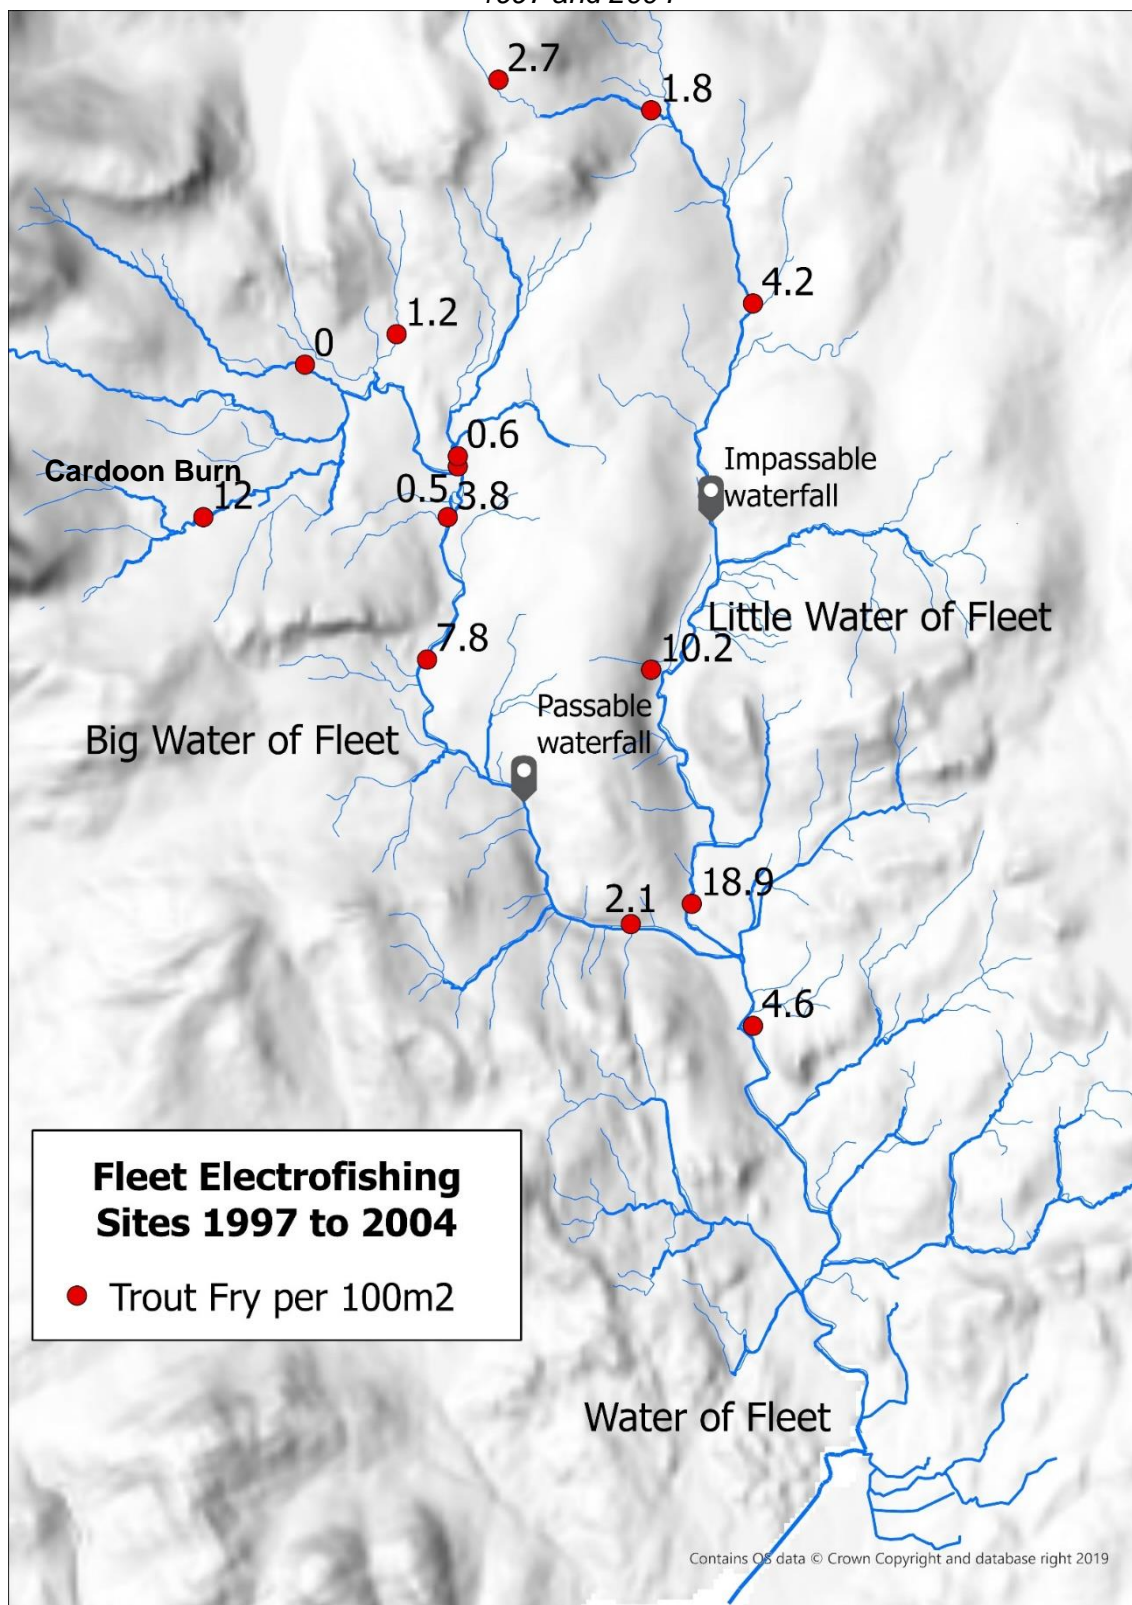 1997 and 2004
2.7
1.8
4.2
1.2
0
0.6
Cardoon Burn
12
0.5
3.8
Impassable
waterfall
Little Water of Fleet
7.8
10.2
Passable
waterfall
Big Water of Fleet
18.9
2.1
4.6
Fleet Electrofishing
Sites 1997 to 2004
Trout Fry per 100m2
Water of Fleet
Contains OS data © Crown Copyright and database right 2019